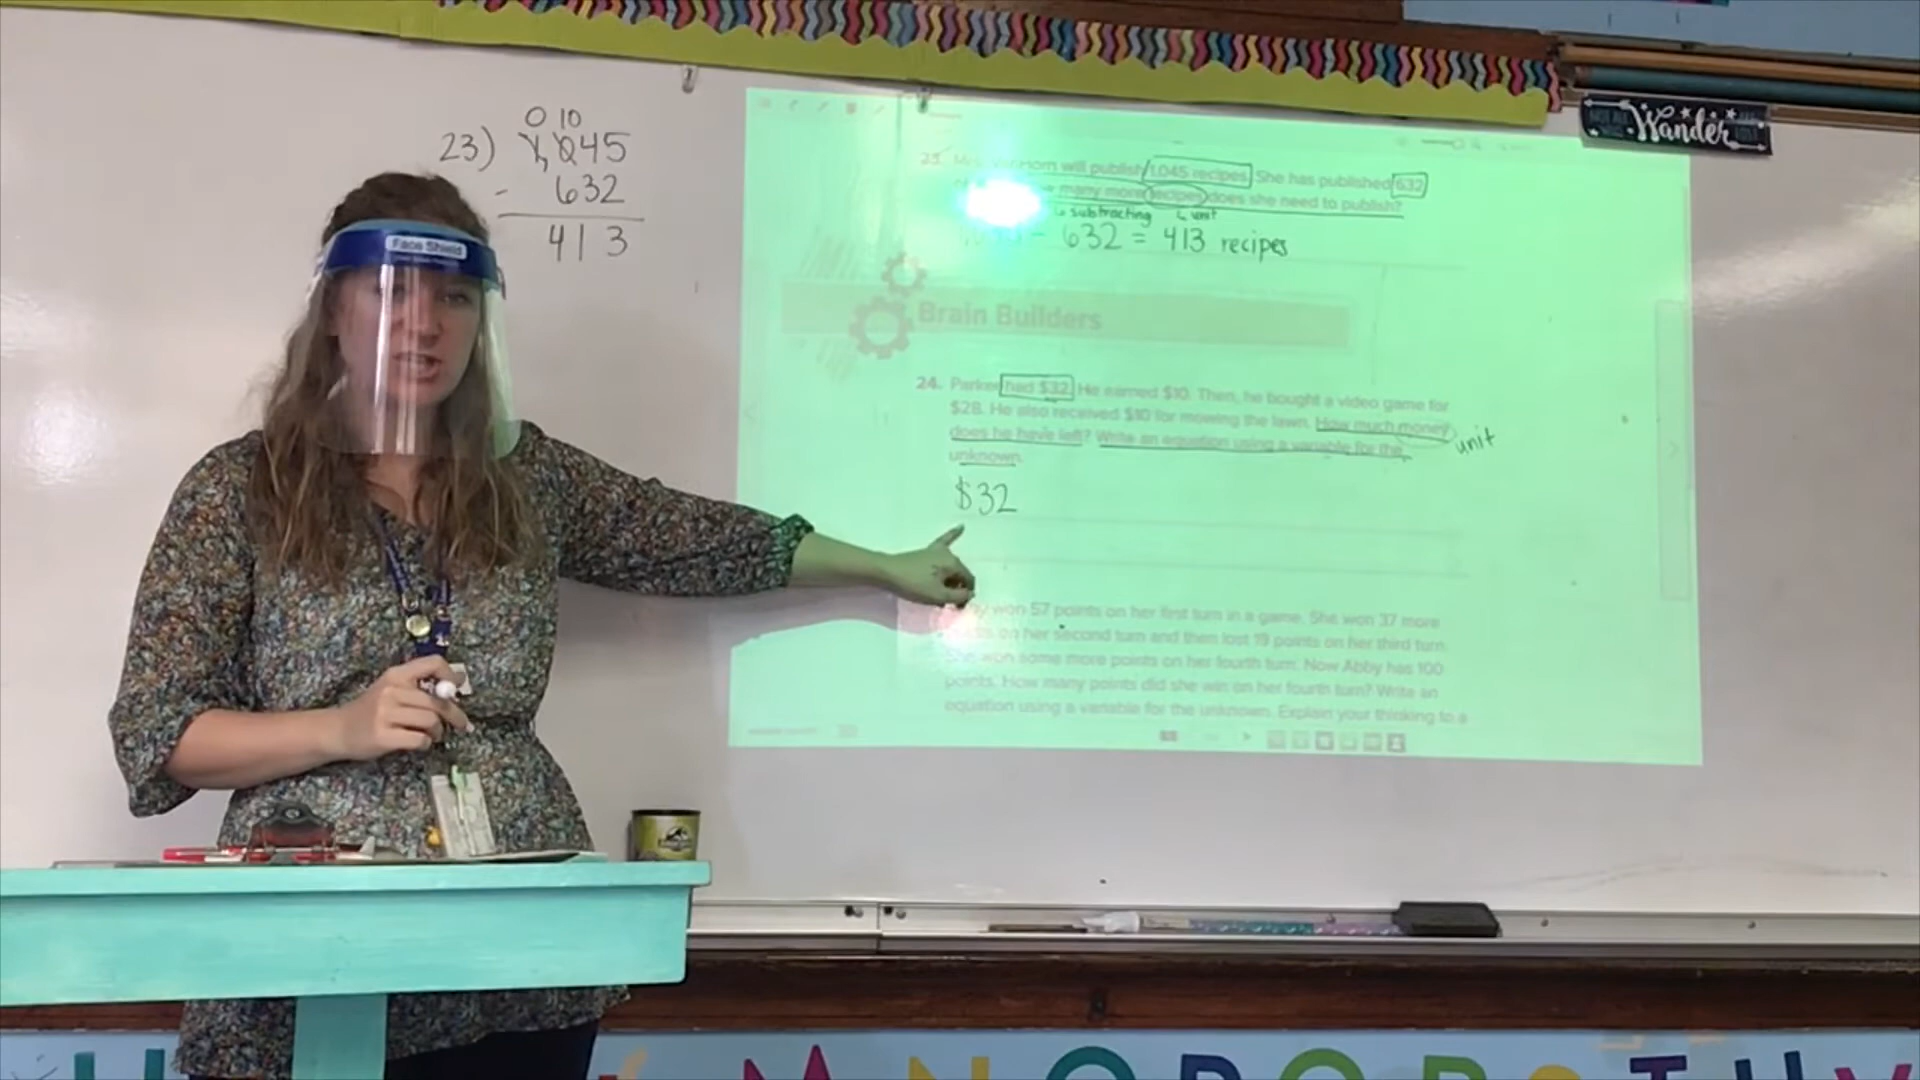 Wander
0 10
23) 1,045
- 632
413
Face Shield
23. will publish 1,045 recipes. She has published 632
many more recipes does she need to publish?
subtracting unit
- 632 = 413 recipes
Brain Builders
24. Parker had $32. He earned $10. Then, he bought a video game for
$28. He also received $10 for mowing the lawn. How much money
does he have left? Write an equation using a variable for the
unknown.
unit
$32
won 57 points on her first turn in a game. She won 37 more
on her second turn and then lost 19 points on her third turn.
won some more points on her fourth turn. Now Abby has 100
points. How many points did she win on her fourth turn? Write an
equation using a variable for the unknown. Explain your thinking to a
M N O P Q R S T U V